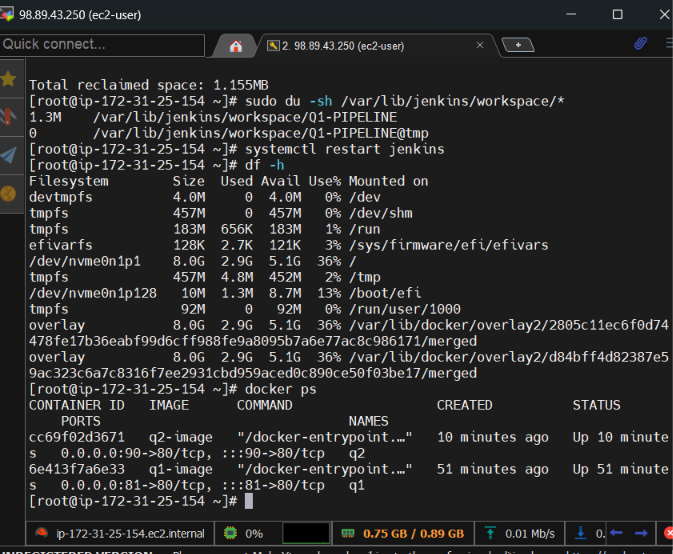 98.89.43.250 (ec2-user)
Quick connect...
2. 98.89.43.250 (ec2-user)
Total reclaimed space: 1.155MB
[root@ip-172-31-25-154 ~]# sudo du -sh /var/lib/jenkins/workspace/*
1.3M    /var/lib/jenkins/workspace/Q1-PIPELINE
0       /var/lib/jenkins/workspace/Q1-PIPELINE@tmp
[root@ip-172-31-25-154 ~]# systemctl restart jenkins
[root@ip-172-31-25-154 ~]# df -h
Filesystem        Size  Used Avail Use% Mounted on
devtmpfs          4.0M     0  4.0M   0% /dev
tmpfs             457M     0  457M   0% /dev/shm
tmpfs             183M  656K  183M   1% /run
efivarfs          128K  2.7K  121K   3% /sys/firmware/efi/efivars
/dev/nvme0n1p1    8.0G  2.9G  5.1G  36% /
tmpfs             457M  4.8M  452M   2% /tmp
/dev/nvme0n1p128   10M  1.3M  8.7M  13% /boot/efi
tmpfs              92M     0   92M   0% /run/user/1000
overlay           8.0G  2.9G  5.1G  36% /var/lib/docker/overlay2/2805c11ec6f0d74
478fe17b36eabf99d6cff988fe9a8095b7a6e77ac8c986171/merged
overlay           8.0G  2.9G  5.1G  36% /var/lib/docker/overlay2/d84bff4d82387e5
9ac323c6a7c8316f7ee2931cbd959aced0c890ce50f03be17/merged
[root@ip-172-31-25-154 ~]# docker ps
CONTAINER ID   IMAGE      COMMAND                  CREATED          STATUS
    PORTS                               NAMES
cc69f02d3671   q2-image   "/docker-entrypoint.…"   10 minutes ago   Up 10 minute
s   0.0.0.0:90->80/tcp, :::90->80/tcp   q2
6e413f7a6e33   q1-image   "/docker-entrypoint.…"   51 minutes ago   Up 51 minute
s   0.0.0.0:81->80/tcp, :::81->80/tcp   q1
[root@ip-172-31-25-154 ~]#
ip-172-31-25-154.ec2.internal 0% 0.75 GB / 0.89 GB 0.01 Mb/s 0.